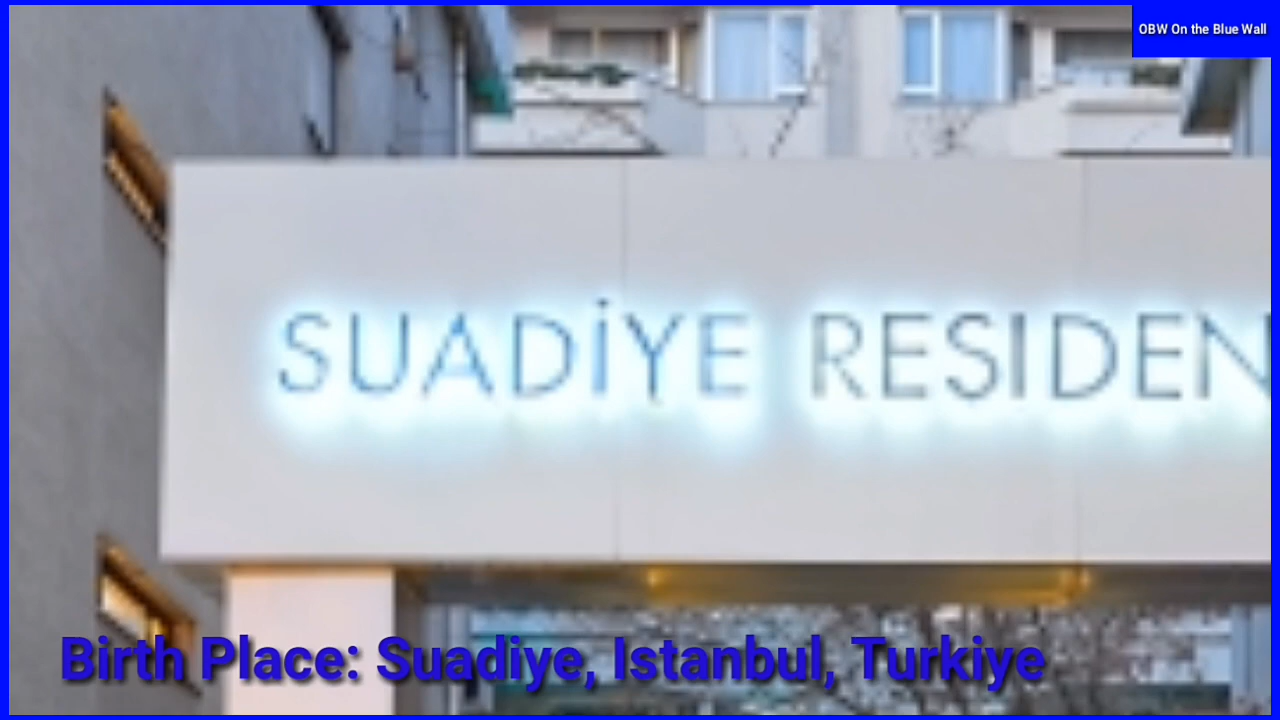 OBW On the Blue Wall
SUADİYE RESIDEN
Birth Place: Suadiye, Istanbul, Turkiye